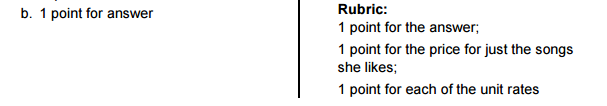 b. 1 point for answer
Rubric:
1 point for the answer;
1 point for the price for just the songs
she likes;
1 point for each of the unit rates